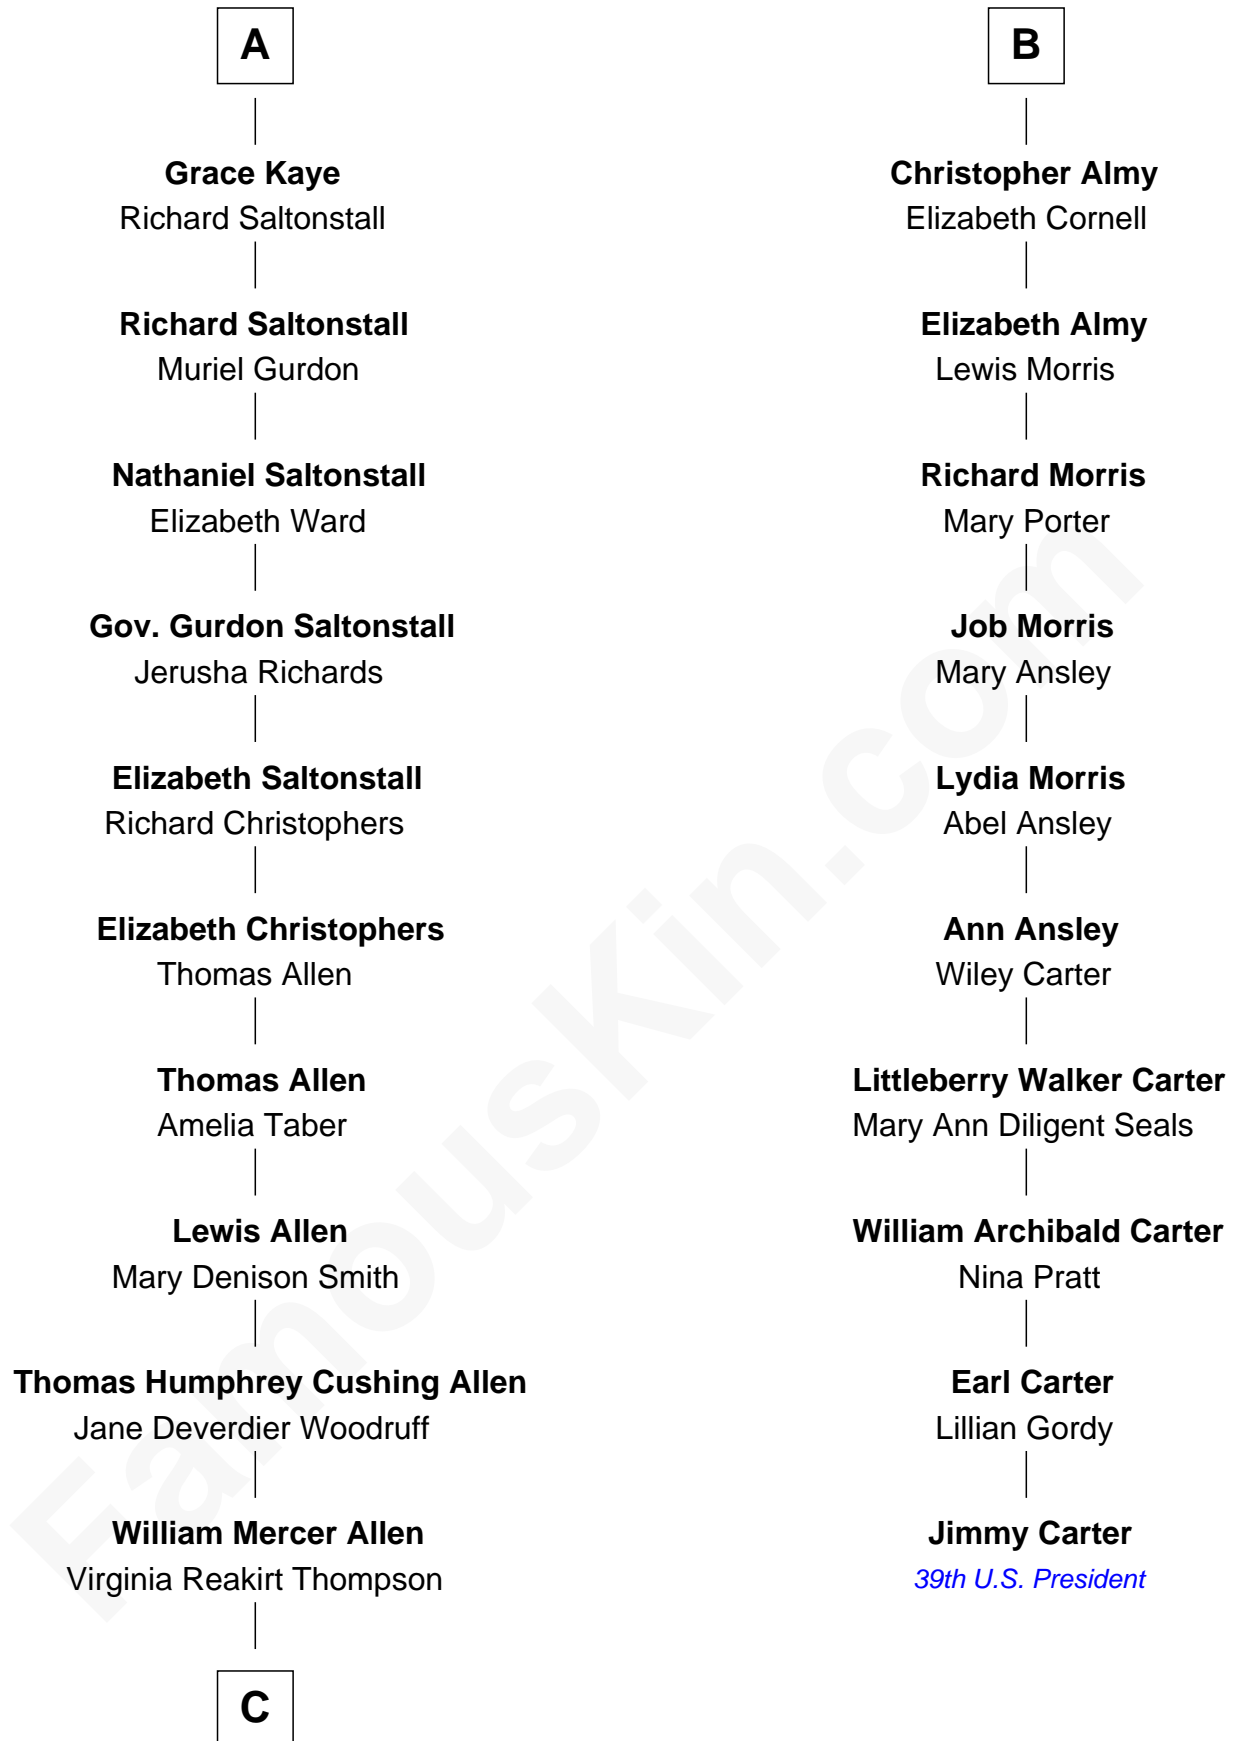 A
Grace Kaye
Richard Saltonstall
Richard Saltonstall
Muriel Gurdon
Nathaniel Saltonstall
Elizabeth Ward
Gov. Gurdon Saltonstall
Jerusha Richards
Elizabeth Saltonstall
Richard Christophers
Elizabeth Christophers
Thomas Allen
Thomas Allen
Amelia Taber
Lewis Allen
Mary Denison Smith
Thomas Humphrey Cushing Allen
Jane Deverdier Woodruff
William Mercer Allen
Virginia Reakirt Thompson
C
B
Christopher Almy
Elizabeth Cornell
Elizabeth Almy
Lewis Morris
Richard Morris
Mary Porter
Job Morris
Mary Ansley
Lydia Morris
Abel Ansley
Ann Ansley
Wiley Carter
Littleberry Walker Carter
Mary Ann Diligent Seals
William Archibald Carter
Nina Pratt
Earl Carter
Lillian Gordy
Jimmy Carter
39th U.S. President
FamousKin.com